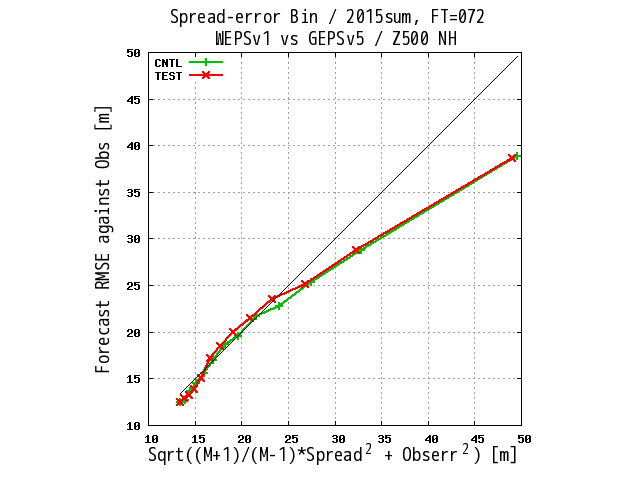 Spread-error Bin / 2015sum, FT=072
WEPSv1 vs GEPSv5 / Z500 NH
CNTL
TEST
Forecast RMSE against Obs [m]
50
45
40
35
30
25
20
15
10
10 15 20 25 30 35 40 45 50
Sqrt((M+1)/(M-1)*Spread² + Obserr²) [m]